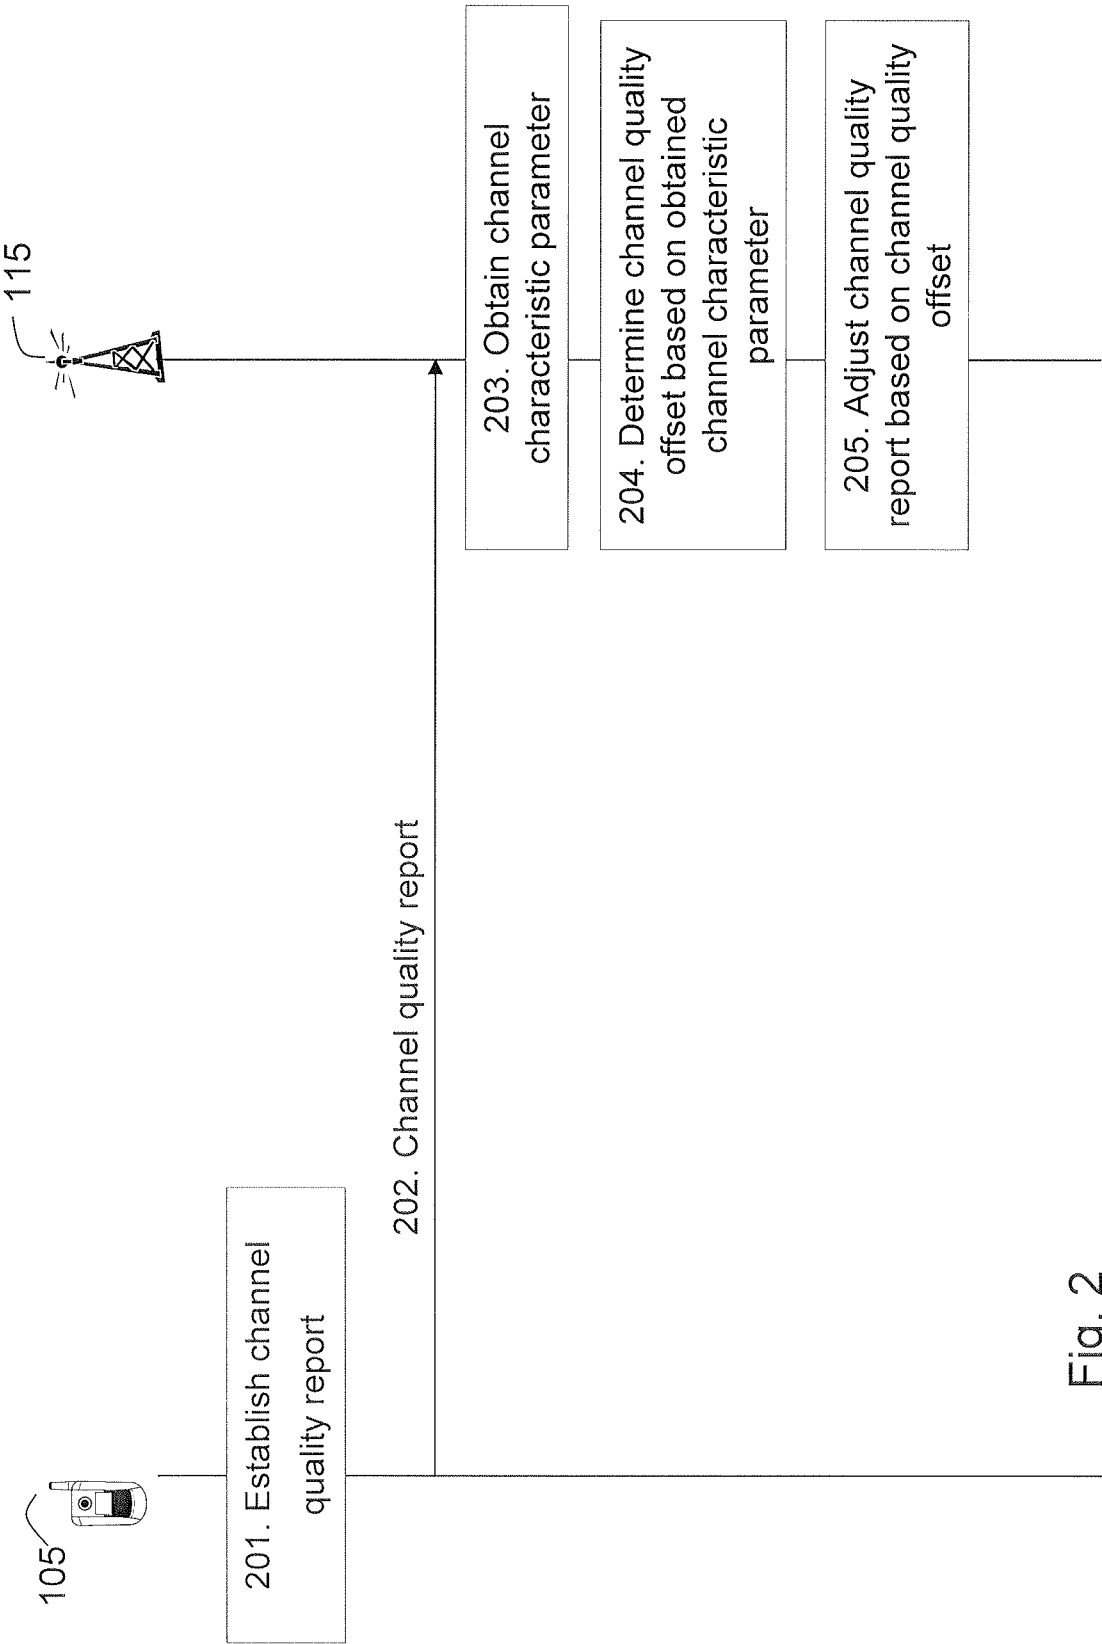 105
115
201. Establish channel
quality report
202. Channel quality report
203. Obtain channel
characteristic parameter
204. Determine channel quality
offset based on obtained
channel characteristic
parameter
205. Adjust channel quality
report based on channel quality
offset
Fig. 2